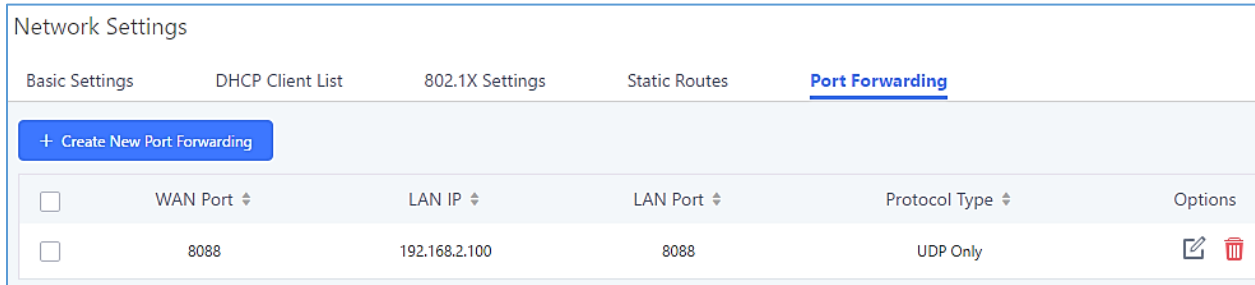 Network Settings
Basic Settings DHCP Client List 802.1X Settings Static Routes Port Forwarding
+ Create New Port Forwarding
WAN Port LAN IP LAN Port Protocol Type Options
8088 192.168.2.100 8088 UDP Only